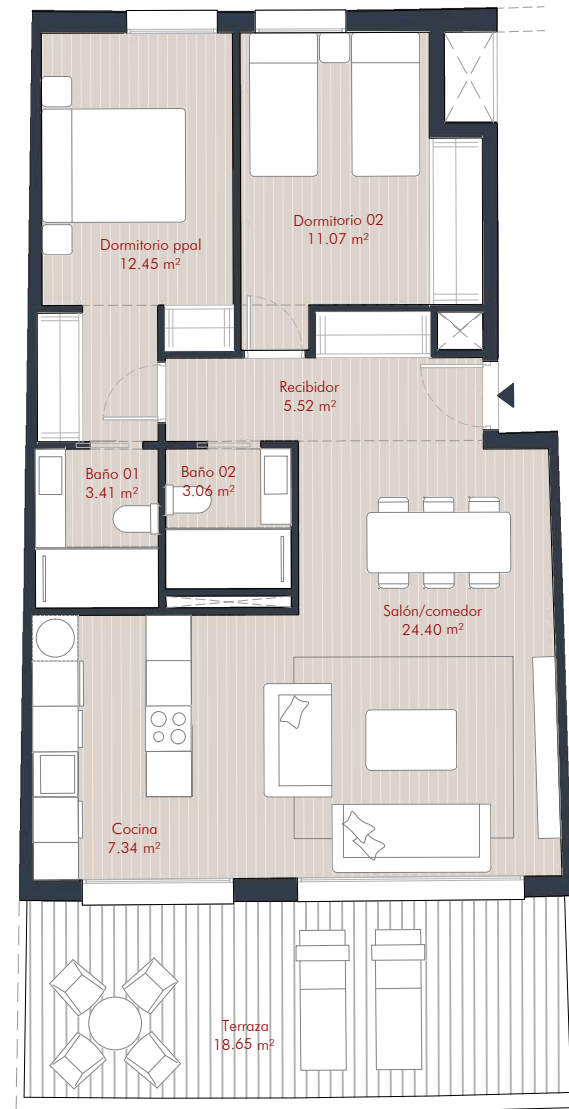 Dormitorio ppal
12.45 m²
Dormitorio 02
11.07 m²
Recibidor
5.52 m²
Baño 01
3.41 m²
Baño 02
3.06 m²
Salón/comedor
24.40 m²
Cocina
7.34 m²
Terraza
18.65 m²